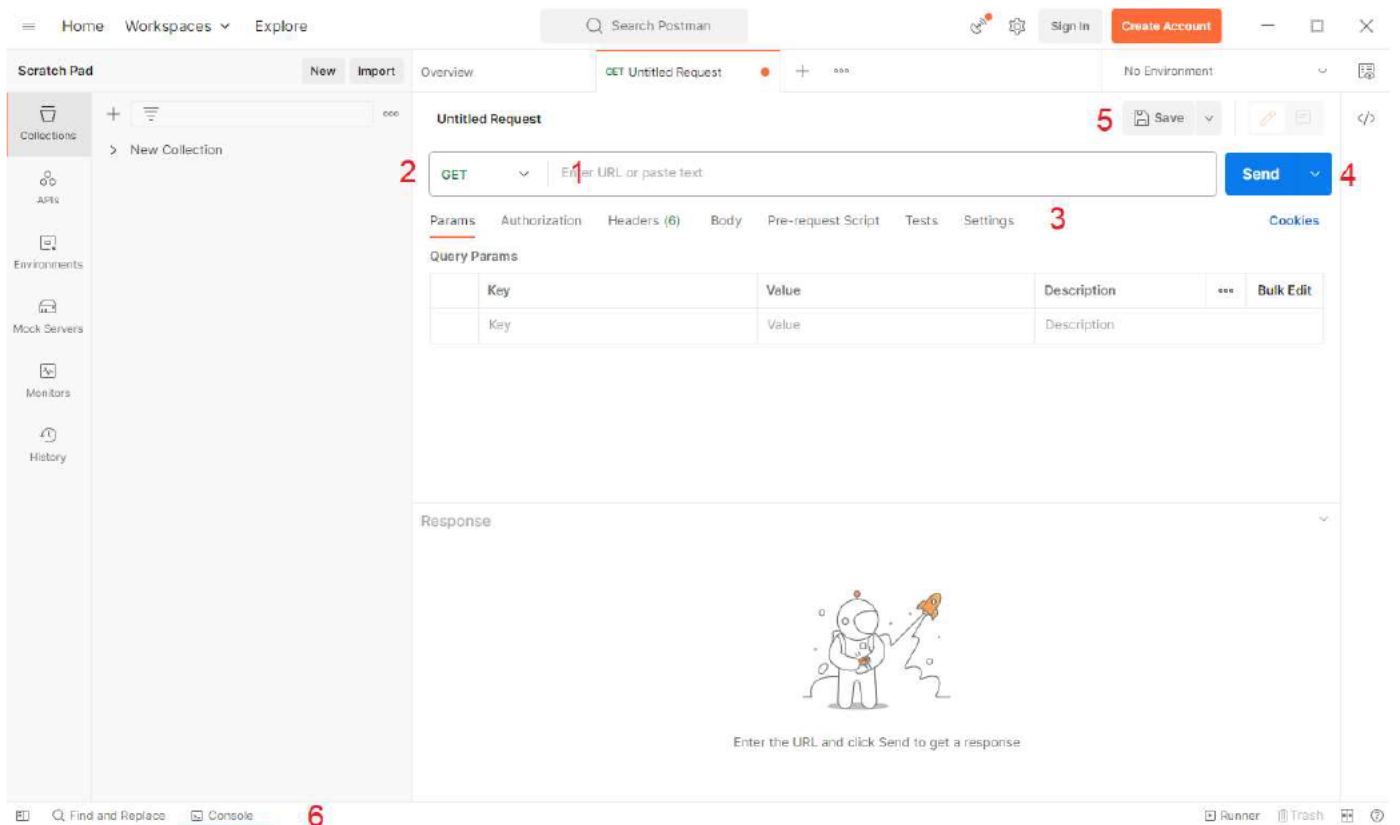 Home Workspaces Explore Search Postman Sign In Create Account
Scratch Pad New Import Overview GET Untitled Request No Environment
Collections
Untitled Request 5 Save
New Collection
2 GET 1 Enter URL or paste text Send 4
APIs
Params Authorization Headers (6) Body Pre-request Script Tests Settings 3 Cookies
Environments
Query Params
Key Value Description Bulk Edit
Key Value Description
Mock Servers
Monitors
History
Response
Enter the URL and click Send to get a response
Find and Replace Console 6 Runner Trash